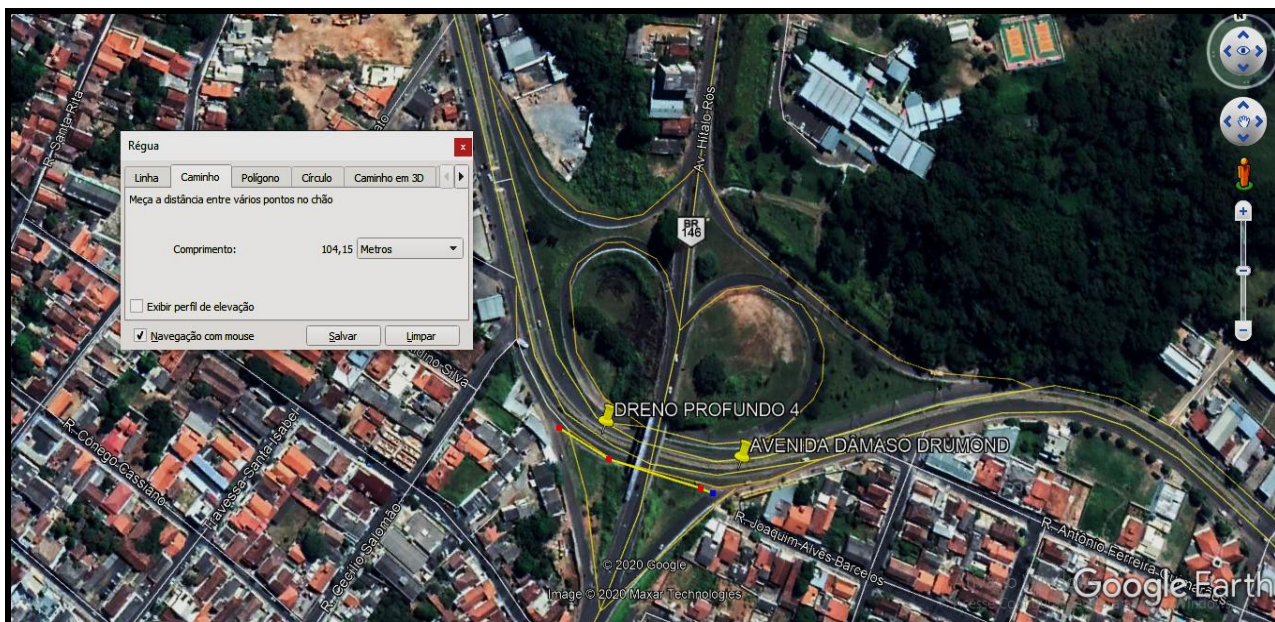 R. Santa Rita
Av. Hítalo Rós
BR
146
Régua
x
Linha Caminho Polígono Círculo Caminho em 3D
Meça a distância entre vários pontos no chão
Comprimento: 104,15 Metros
Exibir perfil de elevação
Navegação com mouse Salvar Limpar
Silva
DRENO PROFUNDO 4
AVENIDA DAMASO DRUMOND
R. Cônego Cassiano
Travessa Santa Isabel
R. Cecílio Salomão
R. Joaquim Alves Barcelos
R. Antônio Ferreira
© 2020 Google
Image © 2020 Maxar Technologies
Google Earth